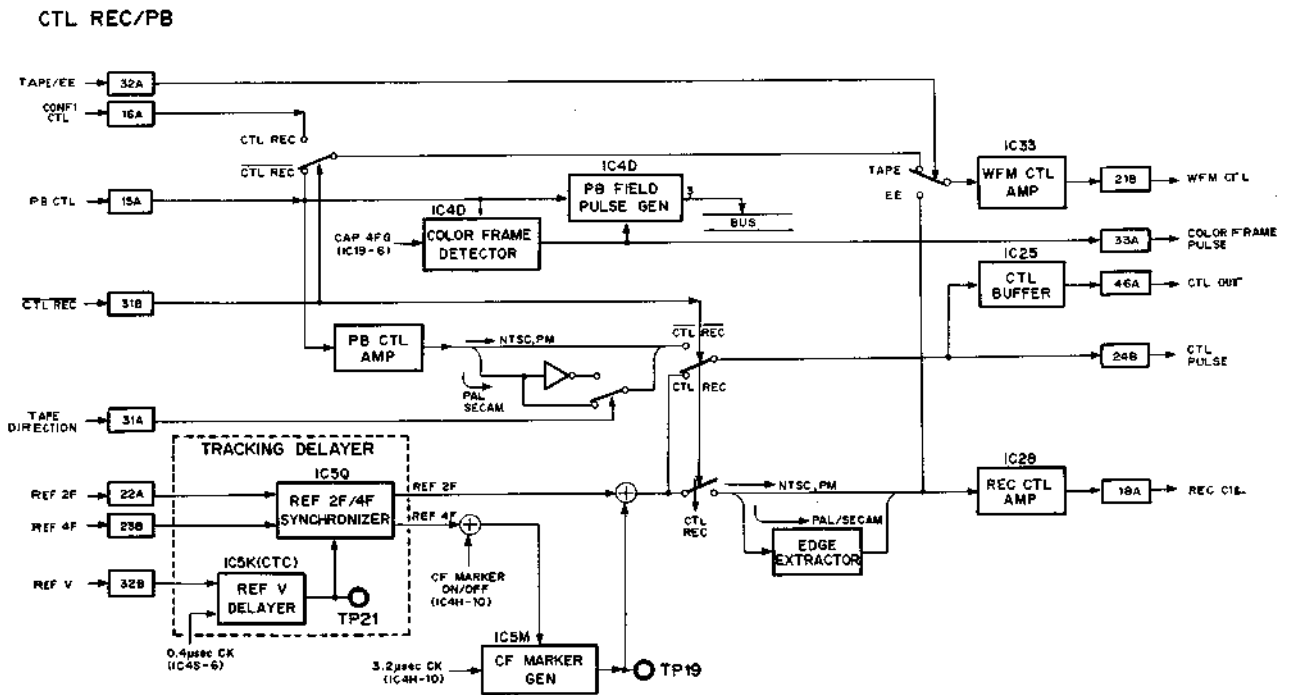 CTL REC/PB
TAPE/EE
32A
CONFI
CTL
16A
CTL REC
CTL REC
PB CTL
15A
IC4D
PB FIELD
PULSE GEN
3
BUS
IC4D
COLOR FRAME
DETECTOR
CAP 4FG
(IC19-6)
TAPE
EE
IC33
WFM CTL
AMP
21B
WFM CTL
33A
COLOR FRAME
PULSE
IC25
CTL
BUFFER
46A
CTL OUT
CTL REC
31B
PB CTL
AMP
NTSC,PM
PAL
SECAM
CTL REC
CTL REC
24B
CTL
PULSE
TAPE
DIRECTION
31A
TRACKING DELAYER
IC5Q
REF 2F/4F
SYNCHRONIZER
REF 2F
22A
REF 4F
23B
REF 2F
REF 4F
REF V
32B
IC5K(CTC)
REF V
DELAYER
TP21
0.4µsec CK
(IC4S-6)
CF MARKER
ON/OFF
(IC4H-10)
3.2µsec CK
(IC4H-10)
IC5M
CF MARKER
GEN
TP19
CTL
REC
NTSC,PM
PAL/SECAM
EDGE
EXTRACTOR
IC28
REC CTL
AMP
18A
REC CTL